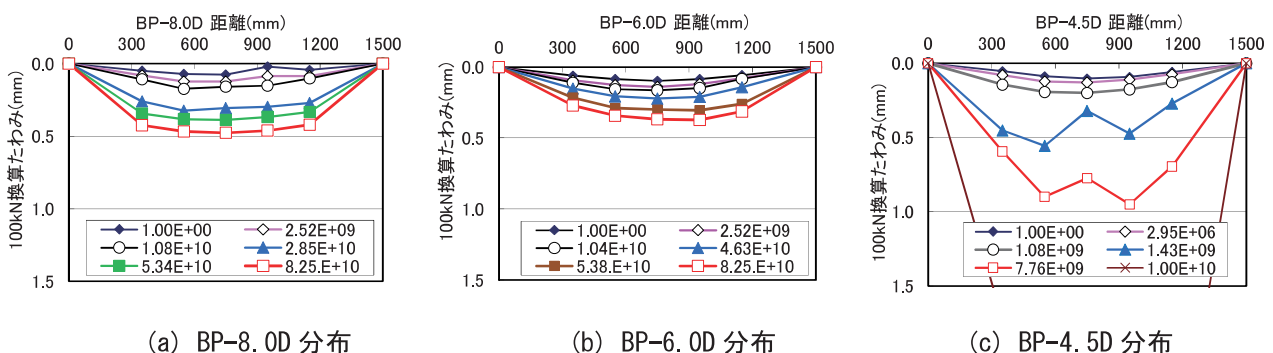 BP-8.0D 距離(mm)
0 300 600 900 1200 1500
0.0
0.5
1.0
1.5
100kN換算たわみ(mm)
1.00E+00 2.52E+09
1.08E+10 2.85E+10
5.34E+10 8.25.E+10
(a) BP-8.0D 分布
BP-6.0D 距離(mm)
0 300 600 900 1200 1500
0.0
0.5
1.0
1.5
100kN換算たわみ(mm)
1.00E+00 2.52E+09
1.04E+10 4.63E+10
5.38.E+10 8.25.E+10
(b) BP-6.0D 分布
BP-4.5D 距離(mm)
0 300 600 900 1200 1500
0.0
0.5
1.0
1.5
100kN換算たわみ(mm)
1.00E+00 2.95E+06
1.08E+09 1.43E+09
7.76E+09 1.00E+10
(c) BP-4.5D 分布